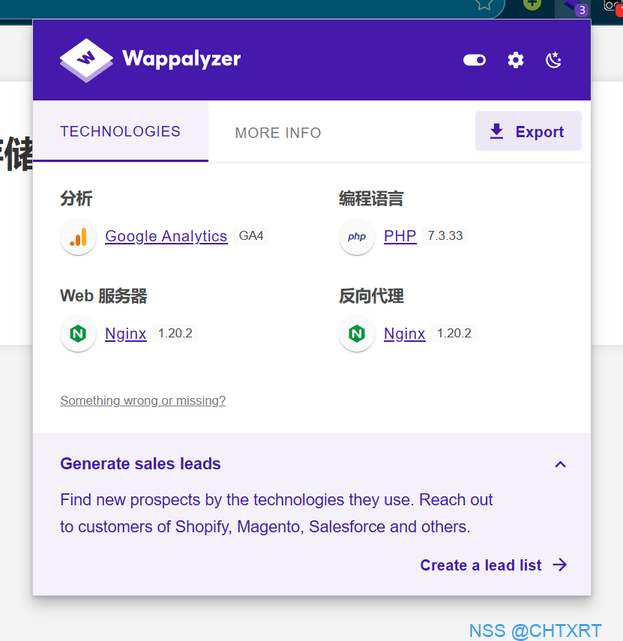 3
Wappalyzer
TECHNOLOGIES
MORE INFO
Export
储
分析
编程语言
Google Analytics GA4
php PHP 7.3.33
Web 服务器
反向代理
Nginx 1.20.2
Nginx 1.20.2
Something wrong or missing?
Generate sales leads
Find new prospects by the technologies they use. Reach out
to customers of Shopify, Magento, Salesforce and others.
Create a lead list
NSS @CHTXRT